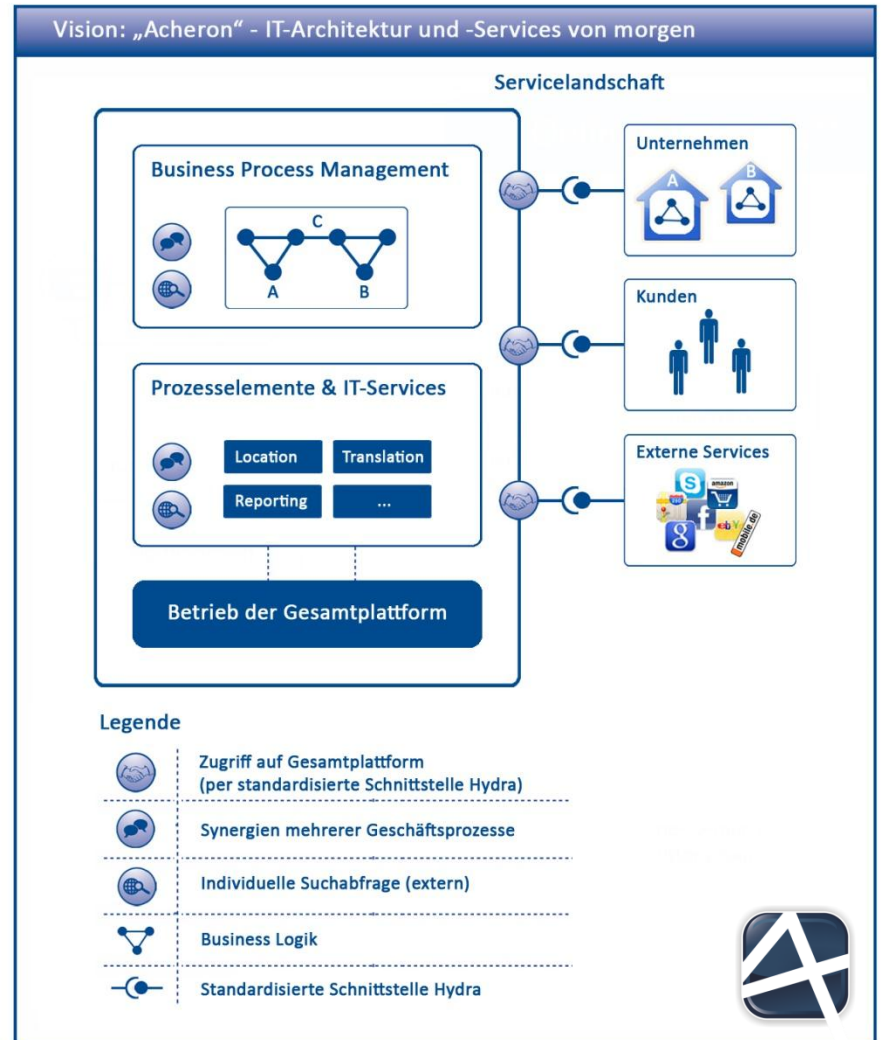 Vision: „Acheron“ - IT-Architektur und -Services von morgen
Servicelandschaft
Business Process Management
C
A
B
Prozesselemente & IT-Services
Location
Translation
Reporting
...
Betrieb der Gesamtplattform
Unternehmen
A
B
Kunden
Externe Services
S
amazon
f
g
ebY
mobile.de
Legende
Zugriff auf Gesamtplattform
(per standardisierte Schnittstelle Hydra)
Synergien mehrerer Geschäftsprozesse
Individuelle Suchabfrage (extern)
Business Logik
Standardisierte Schnittstelle Hydra